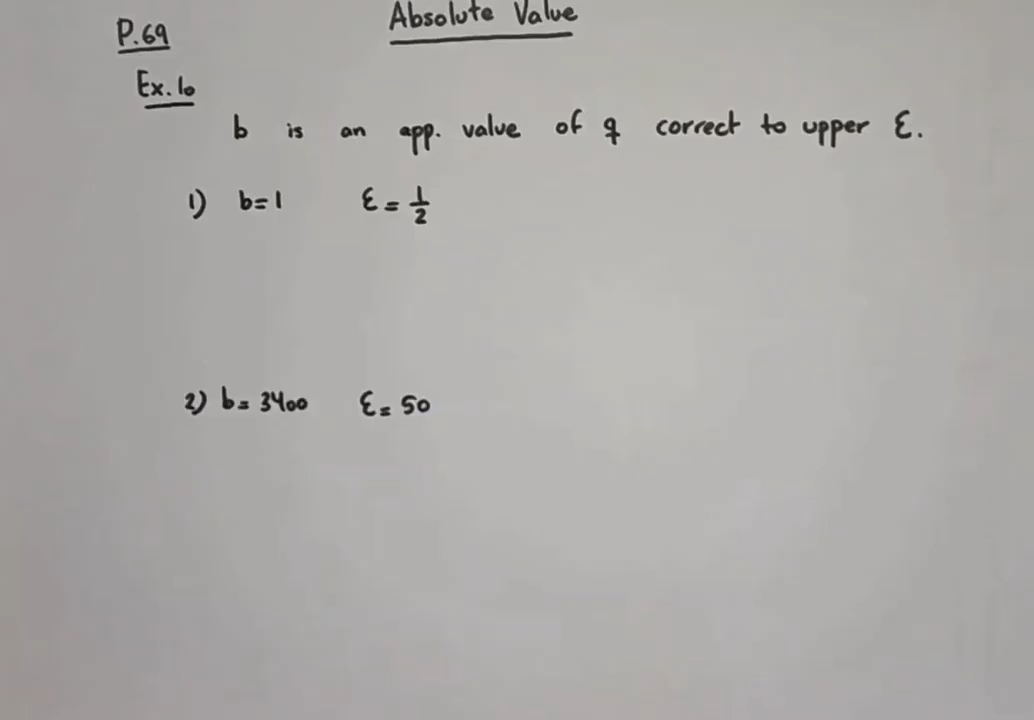 Absolute Value
P.69
Ex.10
b is an app. value of q correct to upper ε.
1) b=1 ε = 1/2
2) b= 3400 ε= 50